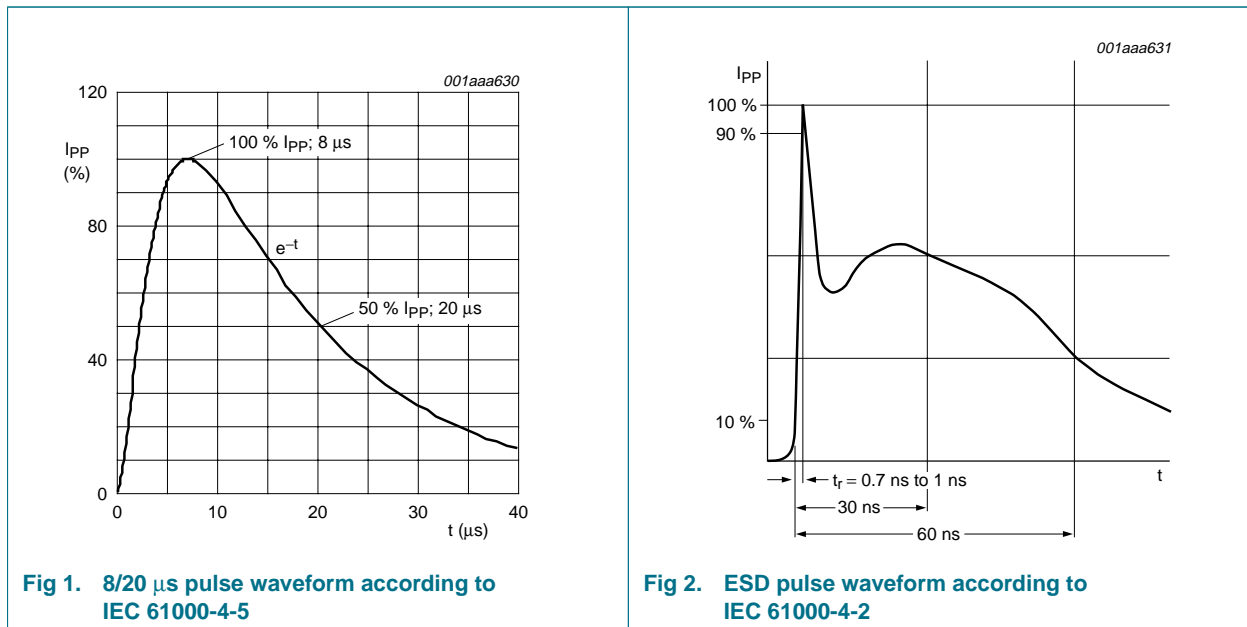 001aaa630
120
IPP
(%)
100 % IPP; 8 μs
80
e−t
50 % IPP; 20 μs
40
0
0 10 20 30 40
t (μs)
Fig 1. 8/20 μs pulse waveform according to
IEC 61000-4-5
001aaa631
IPP
100 %
90 %
10 %
t
tr = 0.7 ns to 1 ns
30 ns
60 ns
Fig 2. ESD pulse waveform according to
IEC 61000-4-2